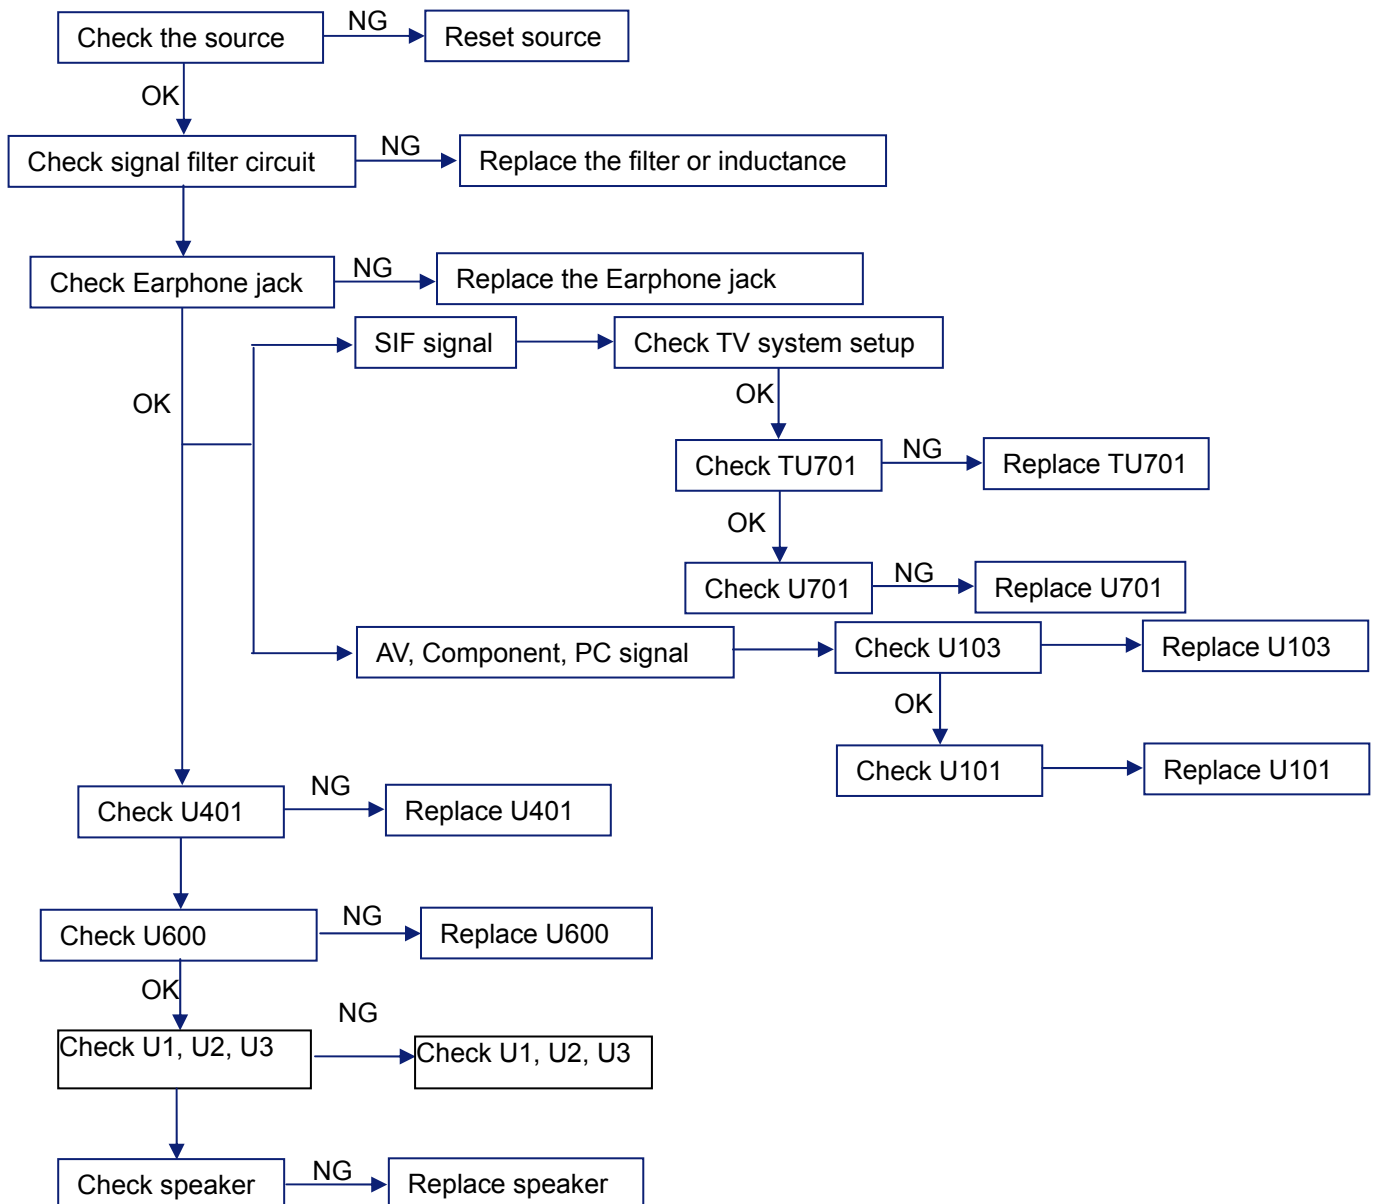 Check the source
NG
Reset source
OK
Check signal filter circuit
NG
Replace the filter or inductance
Check Earphone jack
NG
Replace the Earphone jack
SIF signal
Check TV system setup
OK
OK
Check TU701
NG
Replace TU701
OK
Check U701
NG
Replace U701
AV, Component, PC signal
Check U103
Replace U103
OK
Check U101
Replace U101
Check U401
NG
Replace U401
Check U600
NG
Replace U600
OK
NG
Check U1, U2, U3
Check U1, U2, U3
Check speaker
NG
Replace speaker